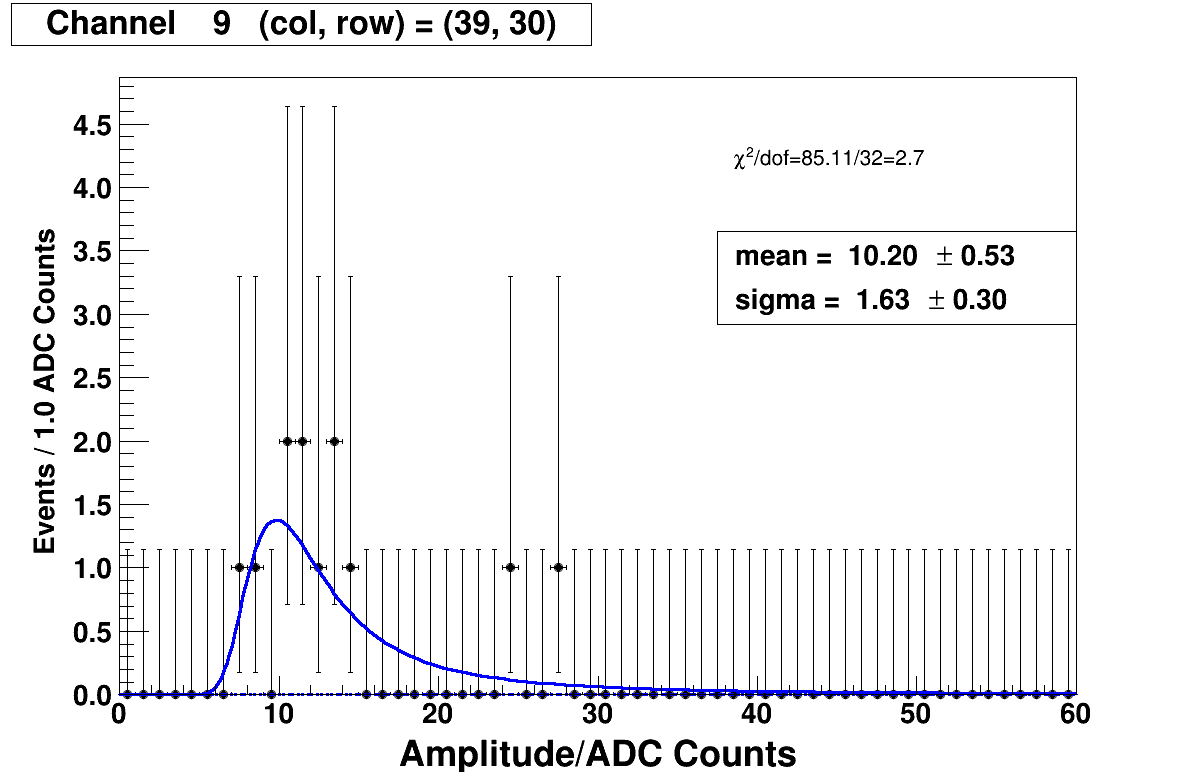 Channel 9 (col, row) = (39, 30)
4.5
4.0
3.5
3.0
2.5
2.0
1.5
1.0
0.5
0.0
Events / 1.0 ADC Counts
χ²/dof=85.11/32=2.7
mean = 10.20 ± 0.53
sigma = 1.63 ± 0.30
0 10 20 30 40 50 60
Amplitude/ADC Counts